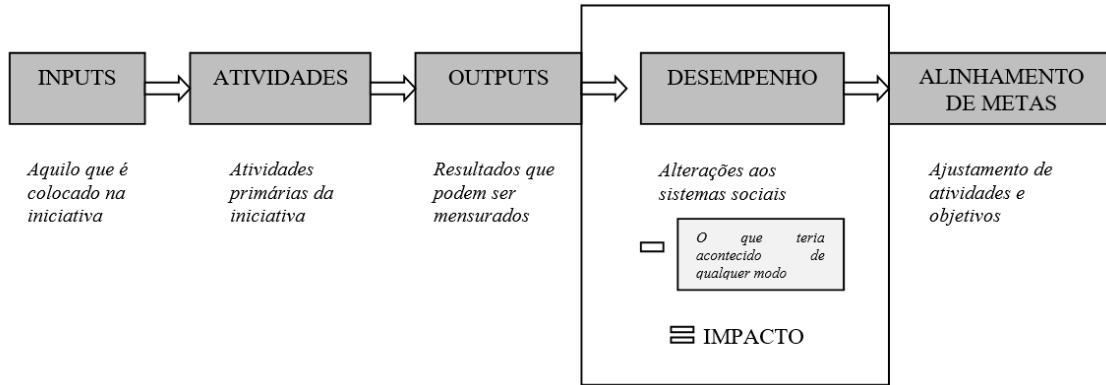 INPUTS
ATIVIDADES
OUTPUTS
DESEMPENHO
ALINHAMENTO
DE METAS
Aquilo que é
colocado na
iniciativa
Atividades
primárias da
iniciativa
Resultados que
podem ser
mensurados
Alterações aos
sistemas sociais
Ajustamento de
atividades e
objetivos
O que teria
acontecido de
qualquer modo
IMPACTO